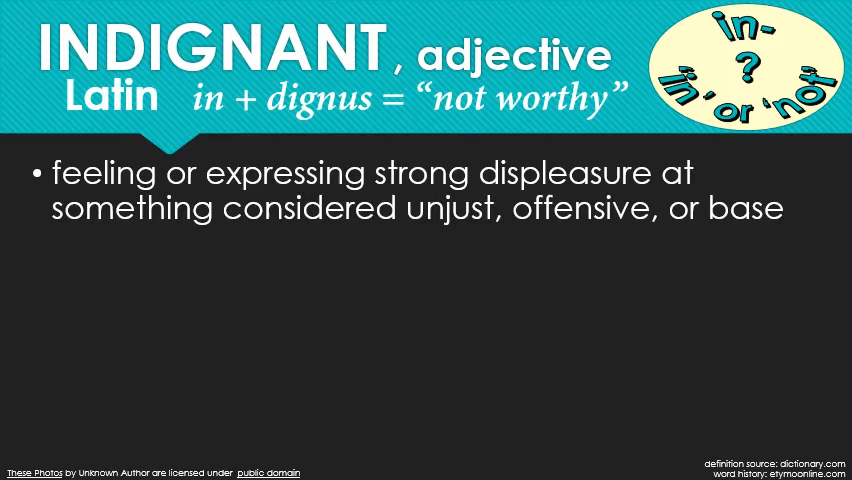 INDIGNANT, adjective
Latin in + dignus = “not worthy”
in-
?
‘in’ or ‘not’
• feeling or expressing strong displeasure at
something considered unjust, offensive, or base
These Photos by Unknown Author are licensed under public domain
definition source: dictionary.com
word history: etymoonline.com